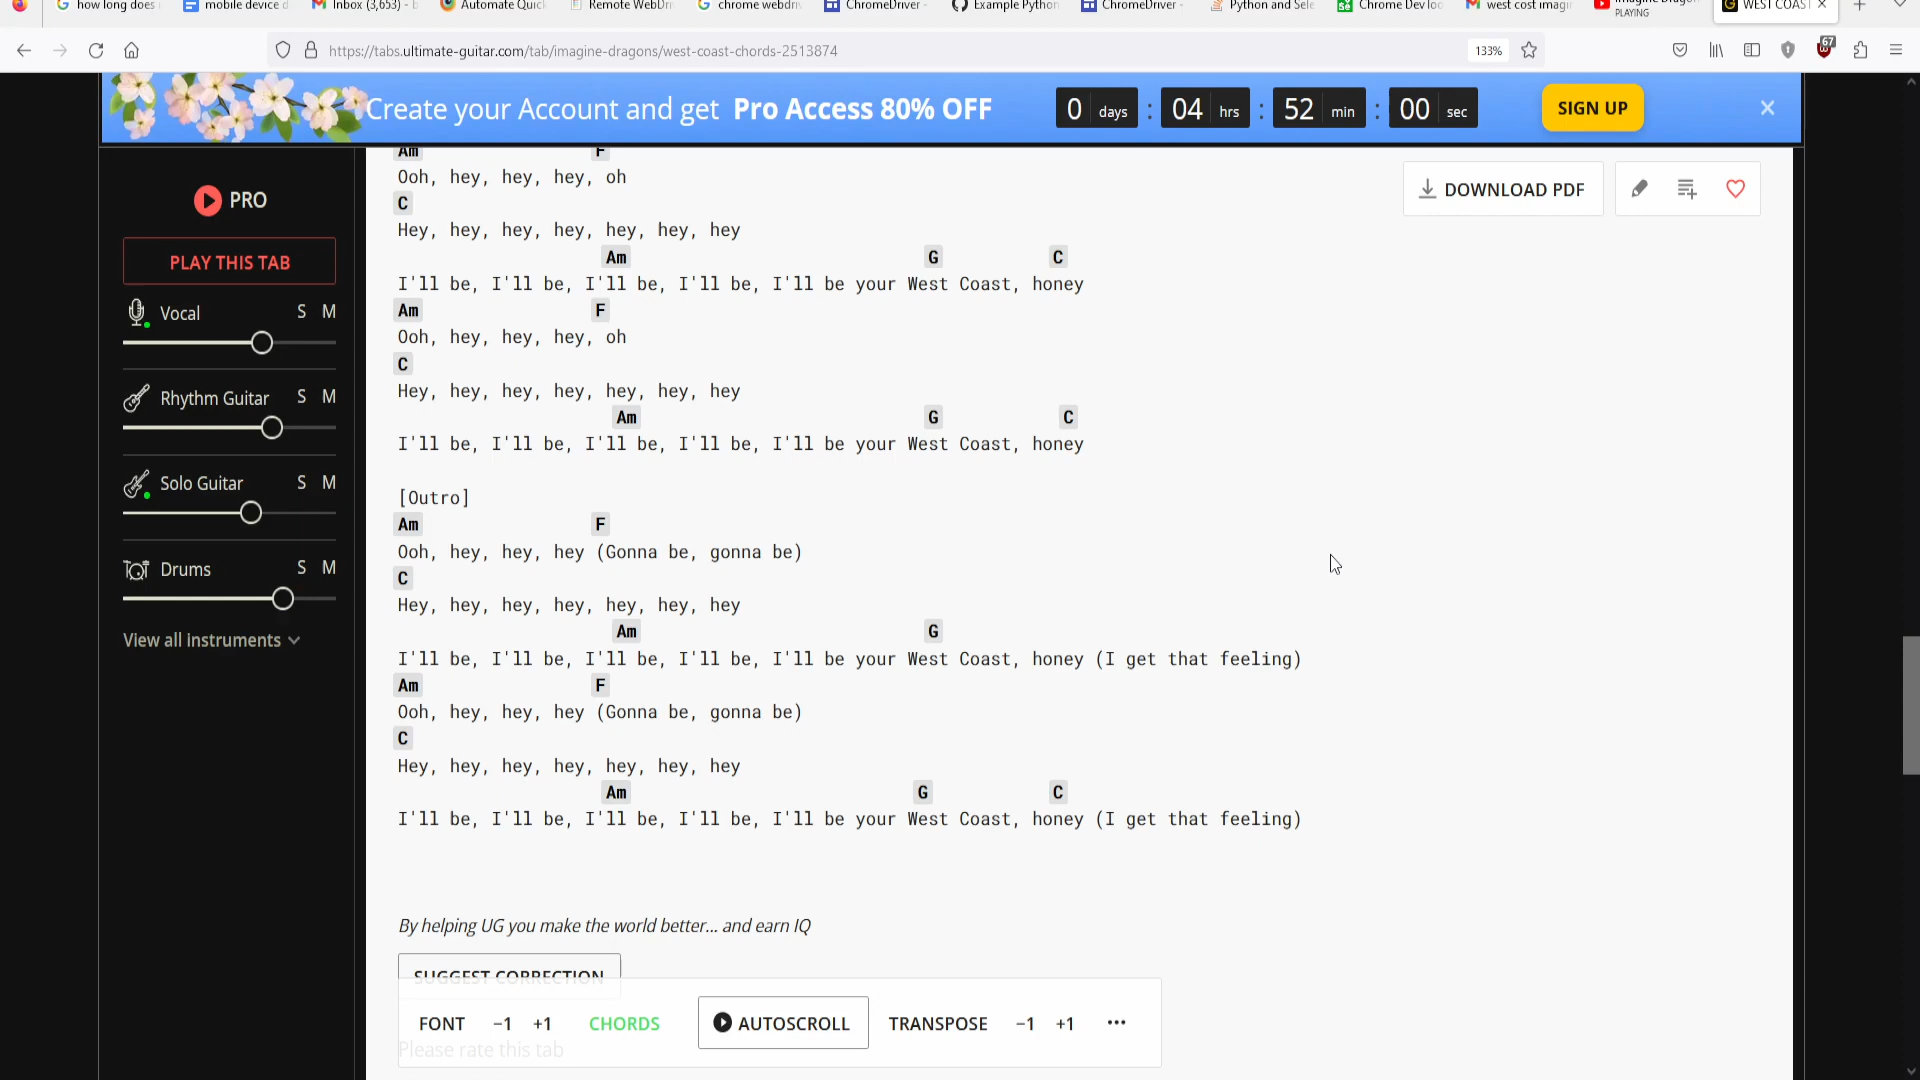 how long does
mobile device d
Inbox (3,653) - b
Automate Quick
Remote WebDri
chrome webdriv
ChromeDriver -
Example Python
ChromeDriver -
Python and Sele
Chrome DevToo
west cost imagi
Imagine Dragon
PLAYING
WEST COAST
https://tabs.ultimate-guitar.com/tab/imagine-dragons/west-coast-chords-2513874
133%
67
Create your Account and get Pro Access 80% OFF
0 days : 04 hrs : 52 min : 00 sec
SIGN UP
PRO
PLAY THIS TAB
Vocal S M
Rhythm Guitar S M
Solo Guitar S M
Drums S M
View all instruments
DOWNLOAD PDF
Am F
Ooh, hey, hey, hey, oh
C
Hey, hey, hey, hey, hey, hey, hey
Am G C
I'll be, I'll be, I'll be, I'll be, I'll be your West Coast, honey
Am F
Ooh, hey, hey, hey, oh
C
Hey, hey, hey, hey, hey, hey, hey
Am G C
I'll be, I'll be, I'll be, I'll be, I'll be your West Coast, honey
[Outro]
Am F
Ooh, hey, hey, hey (Gonna be, gonna be)
C
Hey, hey, hey, hey, hey, hey, hey
Am G
I'll be, I'll be, I'll be, I'll be, I'll be your West Coast, honey (I get that feeling)
Am F
Ooh, hey, hey, hey (Gonna be, gonna be)
C
Hey, hey, hey, hey, hey, hey, hey
Am G C
I'll be, I'll be, I'll be, I'll be, I'll be your West Coast, honey (I get that feeling)
By helping UG you make the world better... and earn IQ
SUGGEST CORRECTION
FONT −1 +1 CHORDS AUTOSCROLL TRANSPOSE −1 +1 ...
Please rate this tab